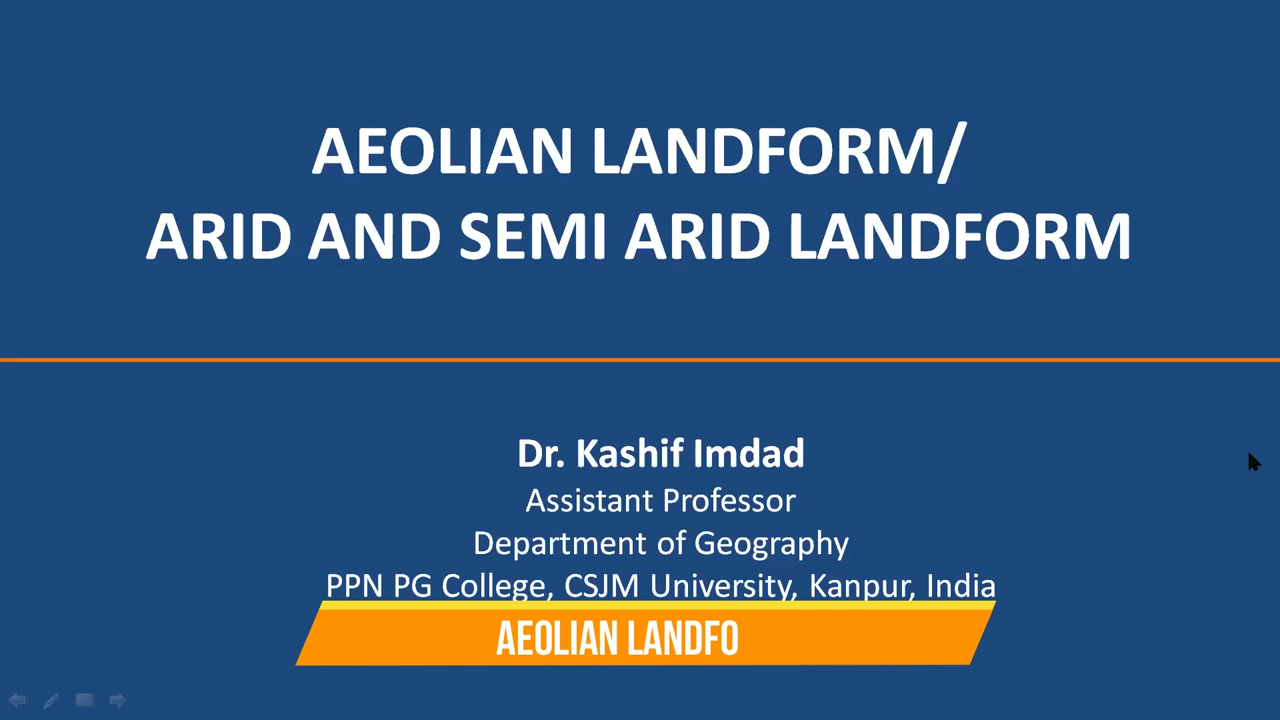 AEOLIAN LANDFORM/
ARID AND SEMI ARID LANDFORM
Dr. Kashif Imdad
Assistant Professor
Department of Geography
PPN PG College, CSJM University, Kanpur, India
AEOLIAN LANDFO